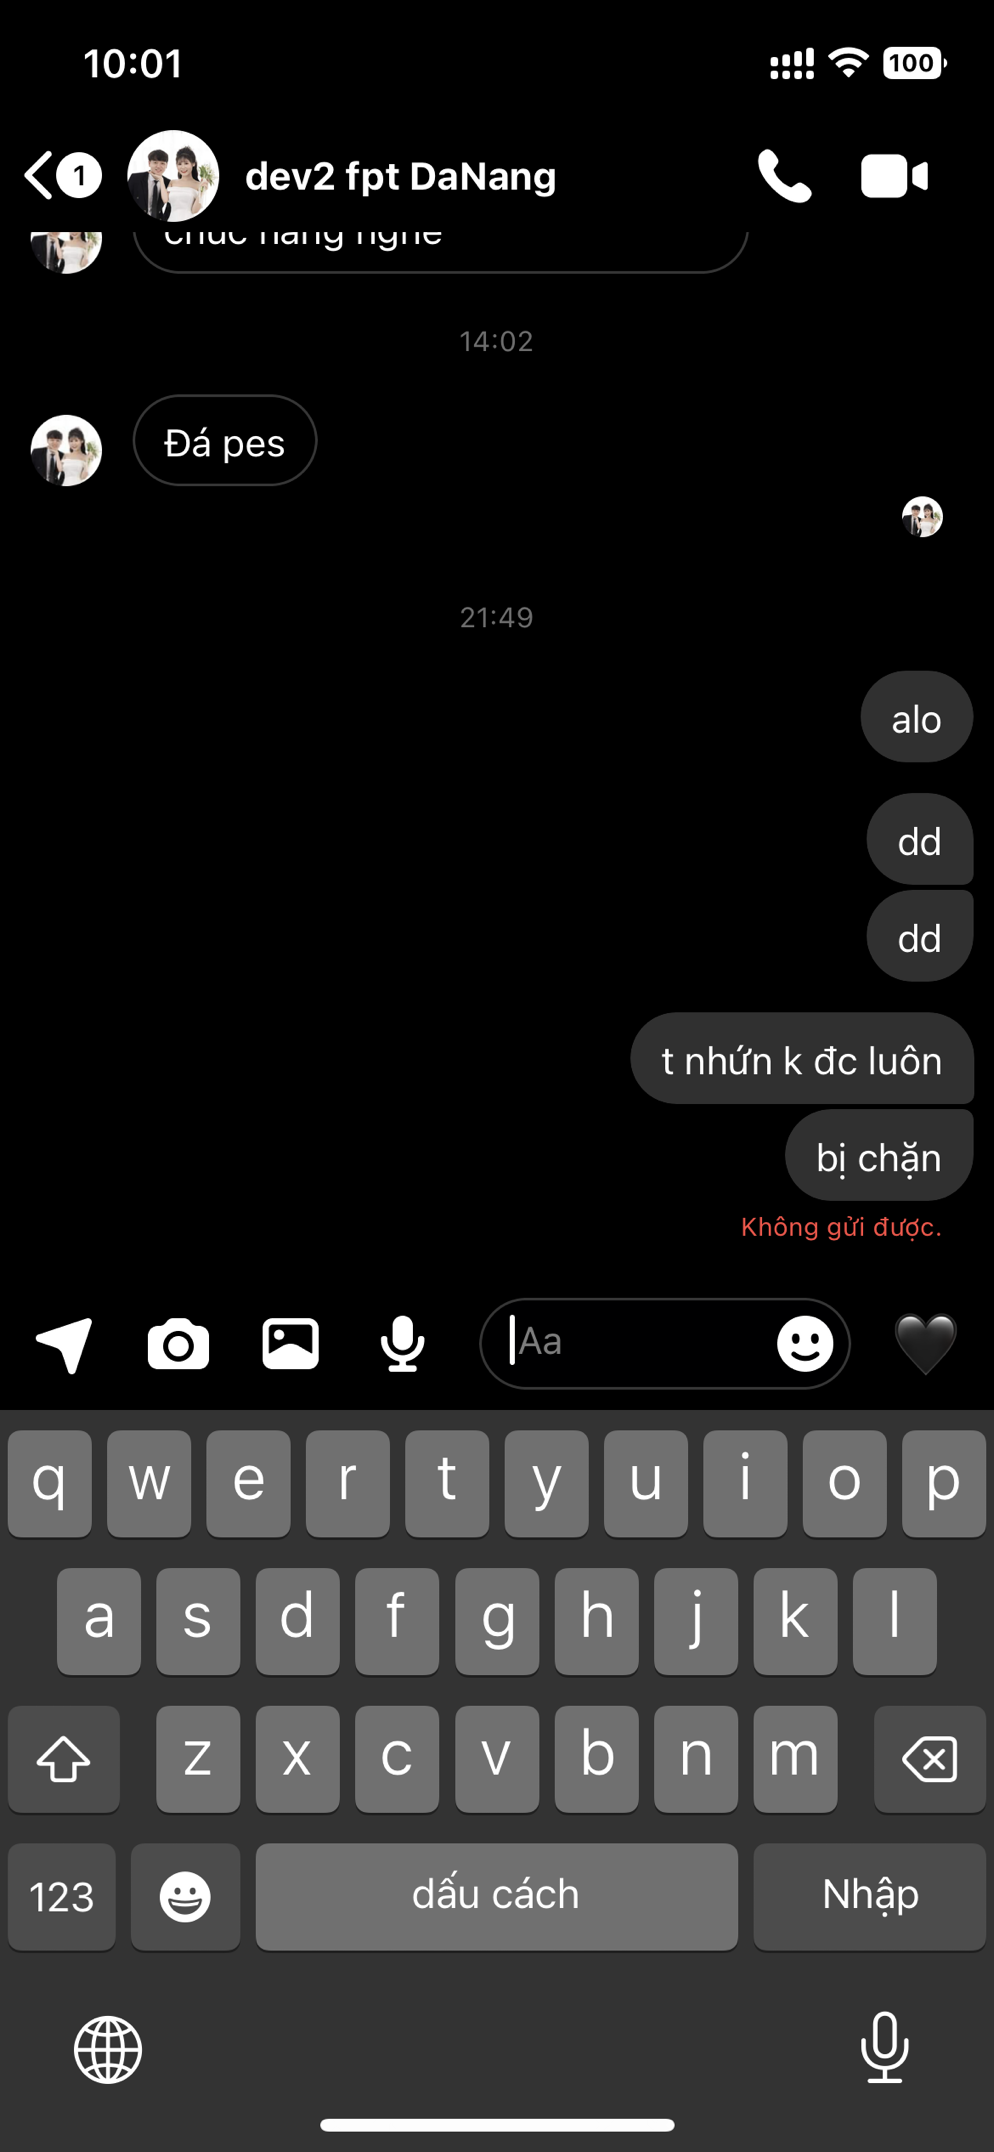 10:01
100
1
dev2 fpt DaNang
14:02
Đá pes
21:49
alo
dd
dd
t nhứn k đc luôn
bị chặn
Không gửi được.
Aa
q w e r t y u i o p
a s d f g h j k l
z x c v b n m
123 dấu cách Nhập